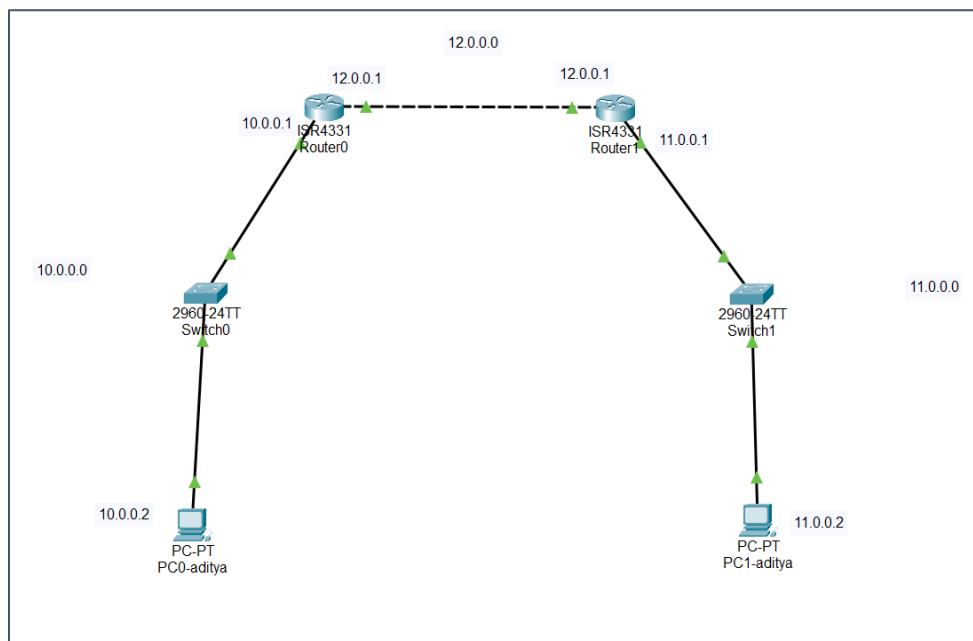 12.0.0.0
12.0.0.1
12.0.0.1
10.0.0.1
ISR4331
Router0
ISR4331
Router1
11.0.0.1
10.0.0.0
11.0.0.0
2960-24TT
Switch0
2960-24TT
Switch1
10.0.0.2
11.0.0.2
PC-PT
PC0-aditya
PC-PT
PC1-aditya